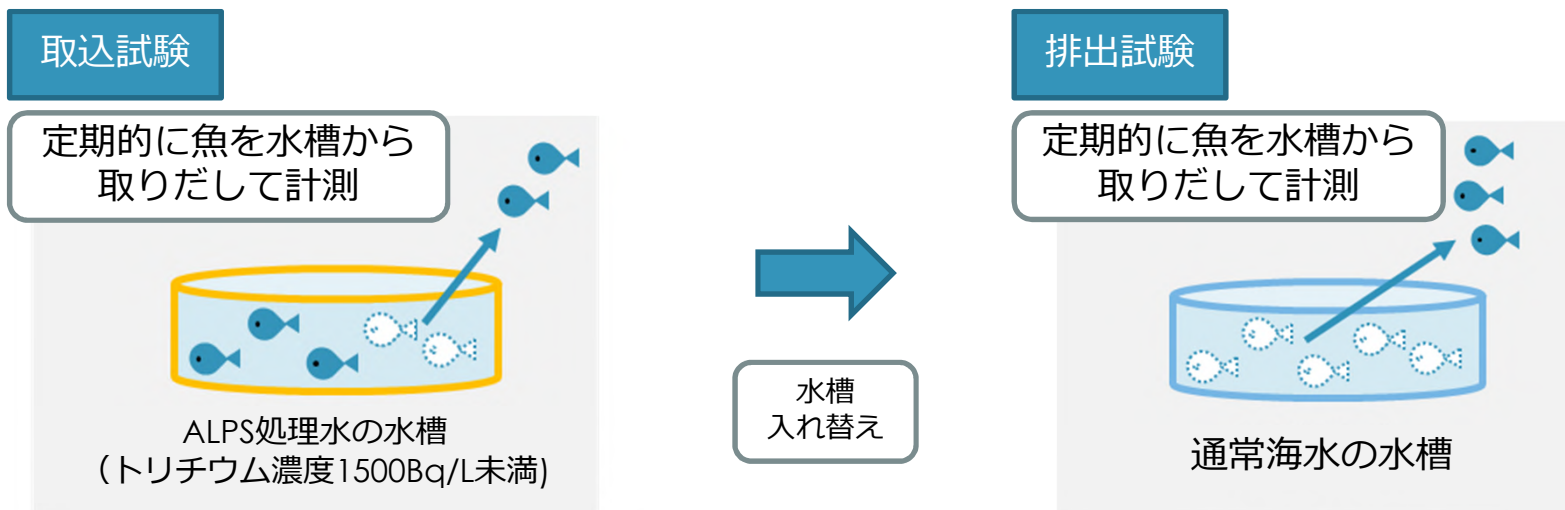 取込試験
定期的に魚を水槽から
取りだして計測
ALPS処理水の水槽
（トリチウム濃度1500Bq/L未満)
水槽
入れ替え
排出試験
定期的に魚を水槽から
取りだして計測
通常海水の水槽